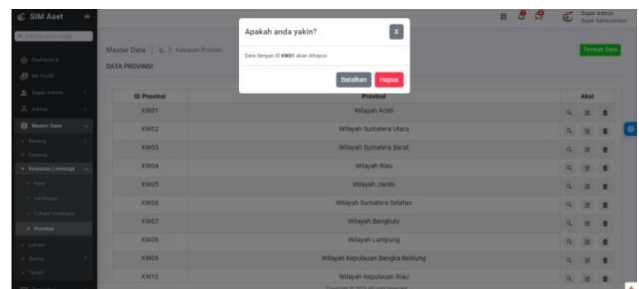 SIM Aset
Super Admin
Super Administrator
Apakah anda yakin?
X
Data dengan ID KW01 akan dihapus
Batalkan Hapus
Master Data
Kawasan Provinsi
Tambah Data
DATA PROVINSI
Dashboard
My Profil
Super Admin
Admin
Master Data
Barang
Gedung
Kawasan Lembaga
Lembaga
Lokasi Lembaga
Provinsi
Lokasi
ID Provinsi Provinsi Aksi
KW01 Wilayah Aceh
KW02 Wilayah Sumatera Utara
KW03 Wilayah Sumatera Barat
KW04 Wilayah Riau
KW05 Wilayah Jambi
KW06 Wilayah Sumatera Selatan
KW07 Wilayah Bengkulu
KW08 Wilayah Lampung
KW09 Wilayah Kepulauan Bangka Belitung
KW10 Wilayah Kepulauan Riau